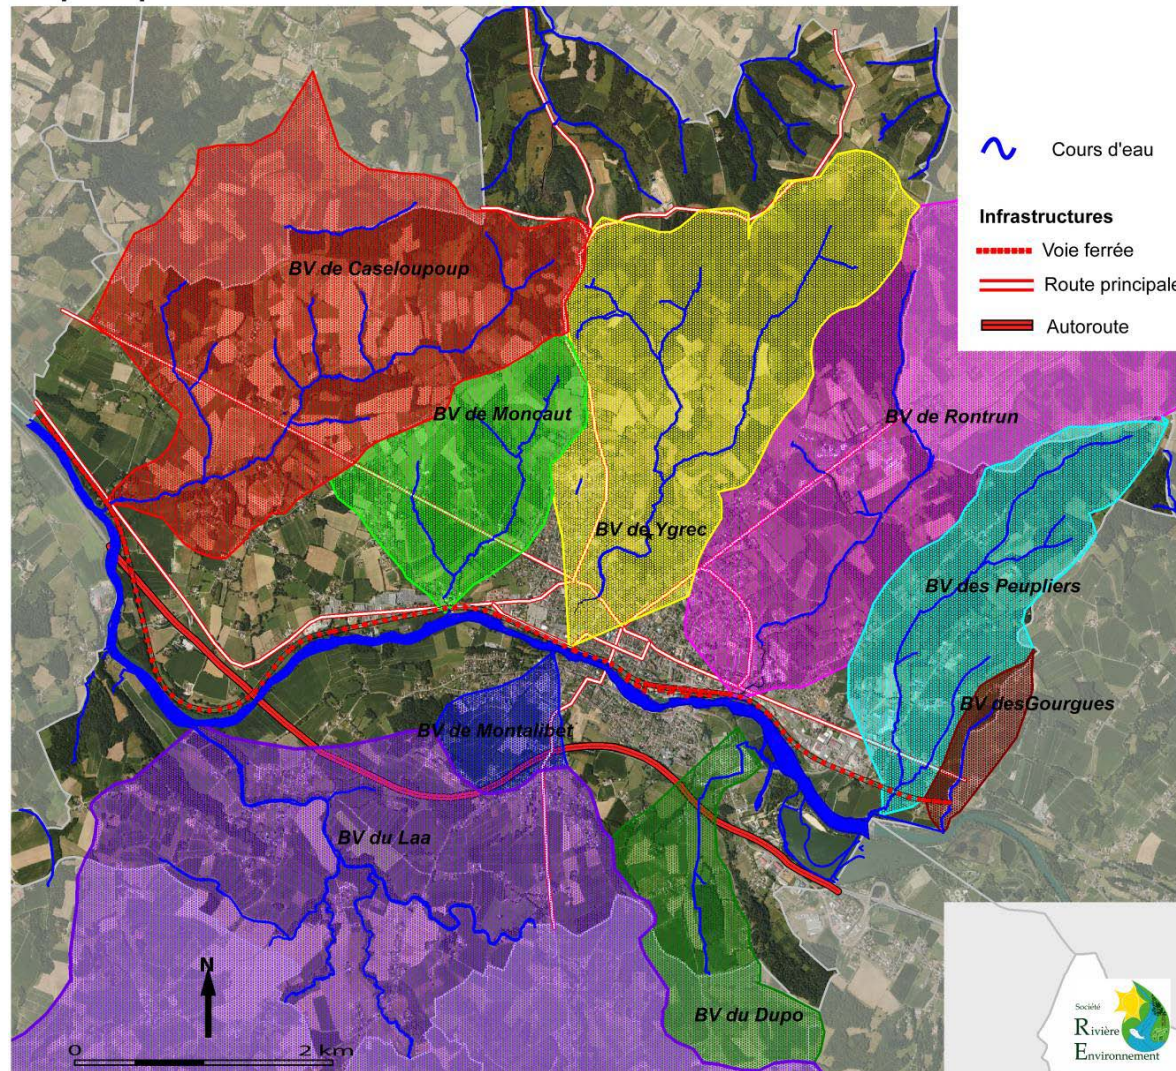 Cours d'eau
Infrastructures
Voie ferrée
Route principale
Autoroute
BV de Caseloupoup
BV de Moncaut
BV de Rontrun
BV de Ygrec
BV des Peupliers
BV desGourgues
BV de Montalibet
BV du Laa
BV du Dupo
N
0 2 km
Société
Rivière
Environnement